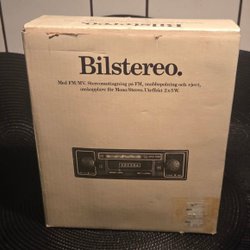 Bilstereo.
Med FM/MV. Stereomottagning på FM, snabbspolning och eject,
omkopplare för Mono/Stereo. Uteffekt 2x5W.